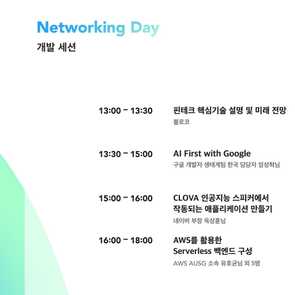 Networking Day
개발 세션
13:00 – 13:30
핀테크 핵심기술 설명 및 미래 전망
블로코
13:30 – 15:00
AI First with Google
구글 개발자 생태계팀 한국 담당자 임성혁님
15:00 – 16:00
CLOVA 인공지능 스피커에서
작동되는 애플리케이션 만들기
네이버 부장 옥상훈님
16:00 – 18:00
AWS를 활용한
Serverless 백엔드 구성
AWS AUSG 소속 유호균님 외 5명